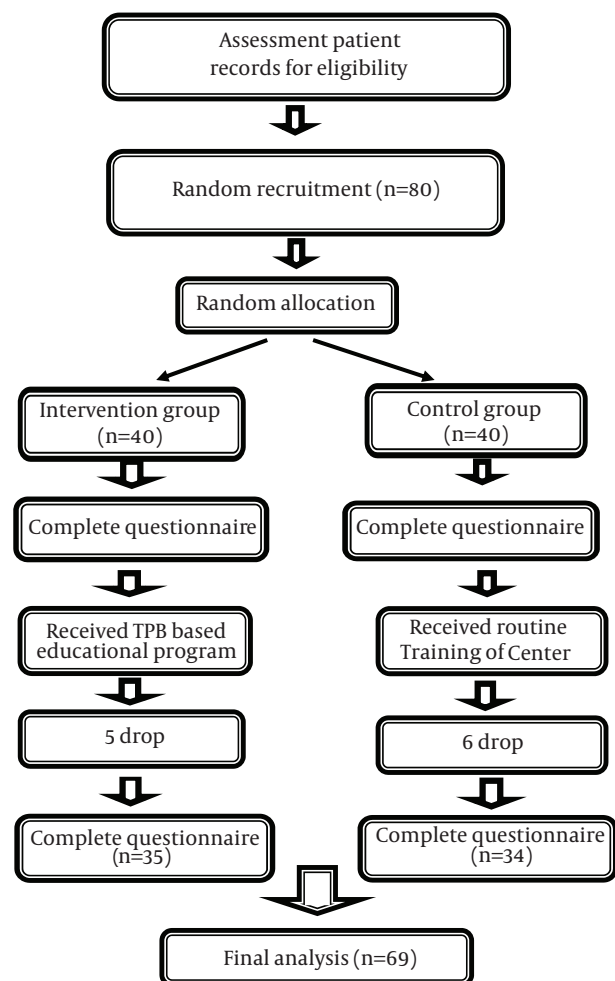 Assessment patient
records for eligibility
Random recruitment (n=80)
Random allocation
Intervention group
(n=40)
Control group
(n=40)
Complete questionnaire
Complete questionnaire
Received TPB based
educational program
Received routine
Training of Center
5 drop
6 drop
Complete questionnaire
(n=35)
Complete questionnaire
(n=34)
Final analysis (n=69)